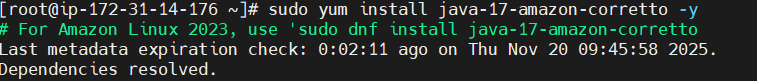 [root@ip-172-31-14-176 ~]# sudo yum install java-17-amazon-corretto -y
# For Amazon Linux 2023, use 'sudo dnf install java-17-amazon-corretto
Last metadata expiration check: 0:02:11 ago on Thu Nov 20 09:45:58 2025.
Dependencies resolved.